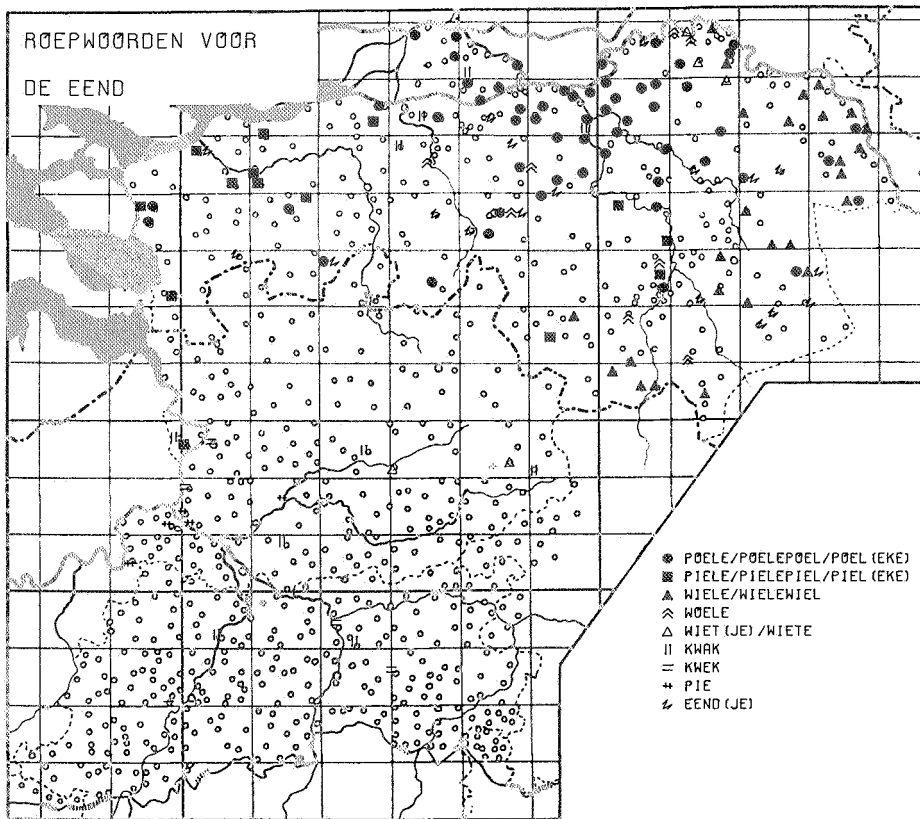 ROEPWOORDEN VOOR
DE EEND
POELE/POELEPOEL/POEL (EKE)
PIELE/PIELEPIEL/PIEL (EKE)
WIELE/WIELEWIEL
WOELE
WIET (JE) /WIETE
KWAK
KWEK
PIE
EEND (JE)